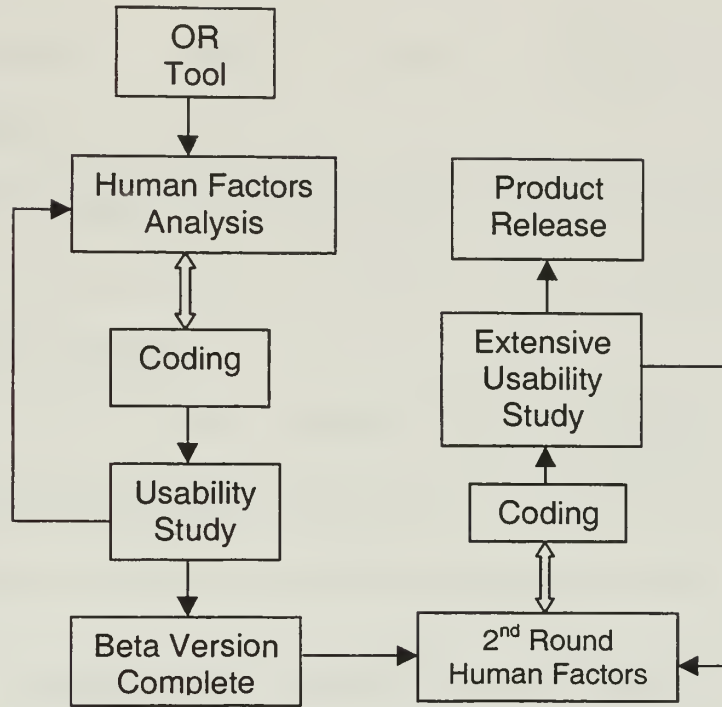 OR
Tool
Human Factors
Analysis
Coding
Usability
Study
Beta Version
Complete
Product
Release
Extensive
Usability
Study
Coding
2nd Round
Human Factors